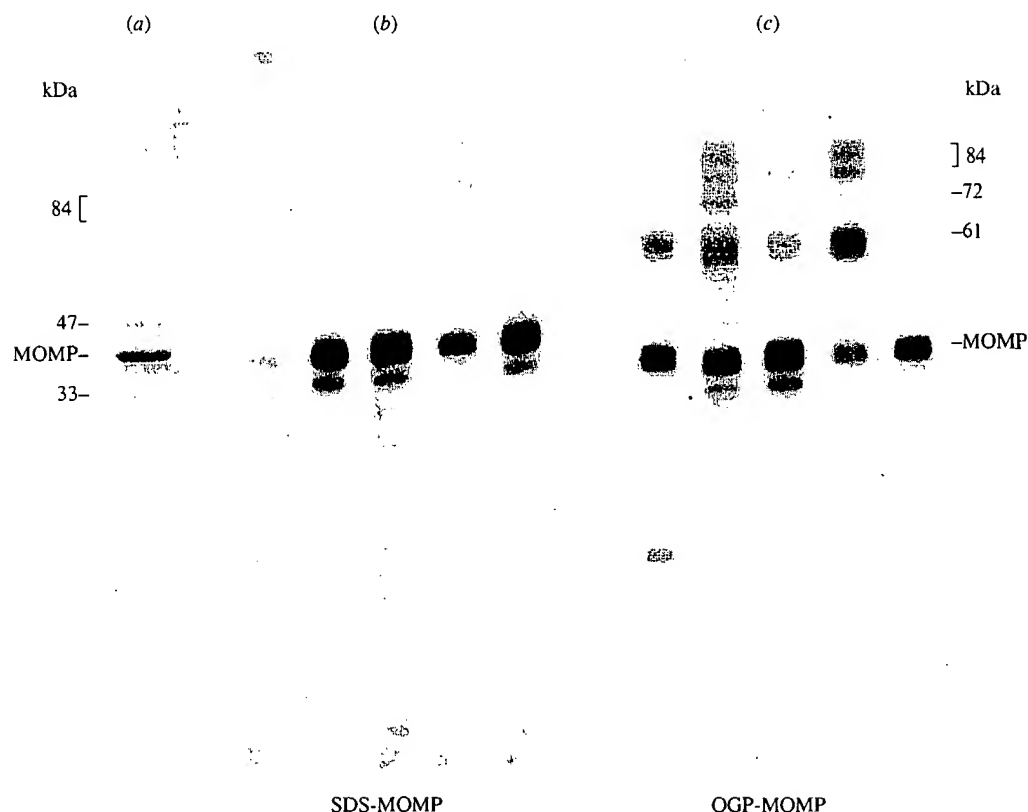 (a) (b) (c)
kDa kDa
84 [ ] 84
–72
–61
47–
MOMP– –MOMP
33–
SDS-MOMP OGP-MOMP